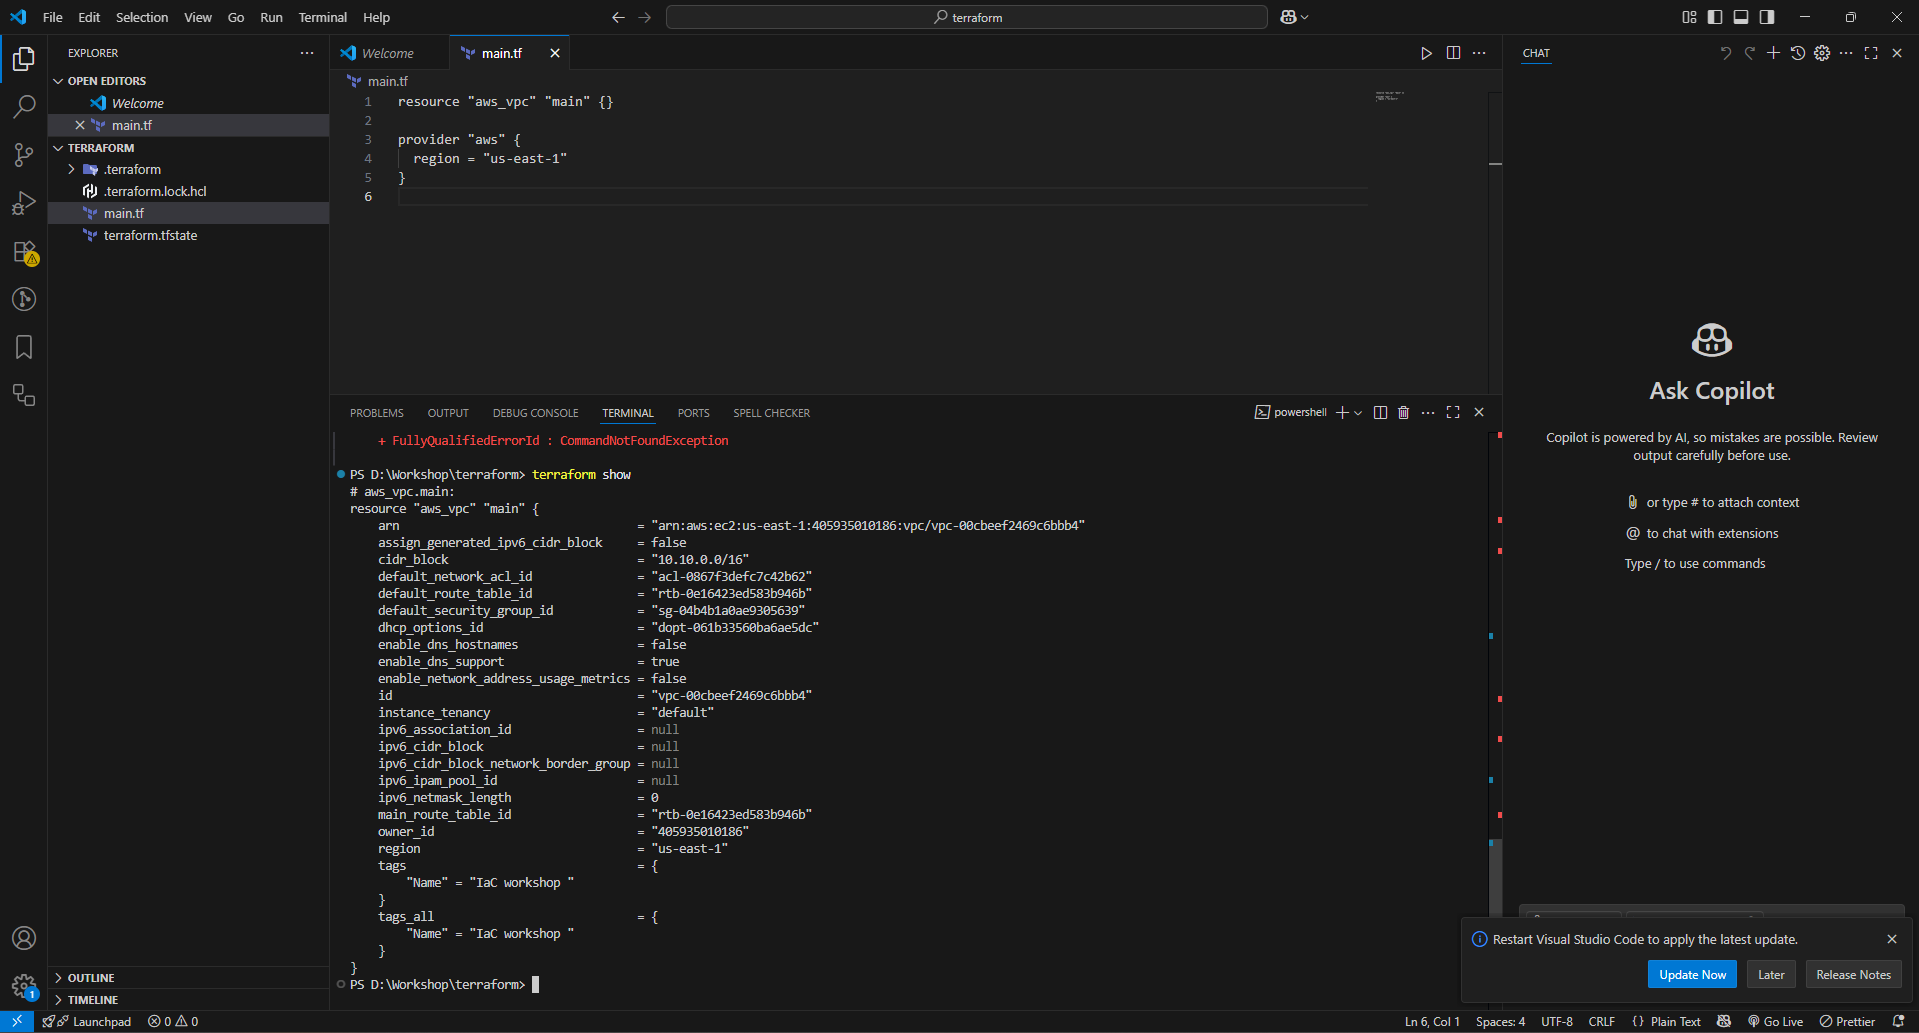 File Edit Selection View Go Run Terminal Help
terraform
EXPLORER
OPEN EDITORS
Welcome
main.tf
TERRAFORM
.terraform
.terraform.lock.hcl
main.tf
terraform.tfstate
OUTLINE
TIMELINE
Welcome
main.tf
main.tf
1 resource "aws_vpc" "main" {}
2
3 provider "aws" {
4 region = "us-east-1"
5 }
6
PROBLEMS OUTPUT DEBUG CONSOLE TERMINAL PORTS SPELL CHECKER
powershell
+ FullyQualifiedErrorId : CommandNotFoundException
PS D:\Workshop\terraform> terraform show
# aws_vpc.main:
resource "aws_vpc" "main" {
arn = "arn:aws:ec2:us-east-1:405935010186:vpc/vpc-00cbeef2469c6bbb4"
assign_generated_ipv6_cidr_block = false
cidr_block = "10.10.0.0/16"
default_network_acl_id = "acl-0867f3defc7c42b62"
default_route_table_id = "rtb-0e16423ed583b946b"
default_security_group_id = "sg-04b4b1a0ae9305639"
dhcp_options_id = "dopt-061b33560ba6ae5dc"
enable_dns_hostnames = false
enable_dns_support = true
enable_network_address_usage_metrics = false
id = "vpc-00cbeef2469c6bbb4"
instance_tenancy = "default"
ipv6_association_id = null
ipv6_cidr_block = null
ipv6_cidr_block_network_border_group = null
ipv6_ipam_pool_id = null
ipv6_netmask_length = 0
main_route_table_id = "rtb-0e16423ed583b946b"
owner_id = "405935010186"
region = "us-east-1"
tags = {
"Name" = "IaC workshop "
}
tags_all = {
"Name" = "IaC workshop "
}
}
PS D:\Workshop\terraform>
CHAT
Ask Copilot
Copilot is powered by AI, so mistakes are possible. Review
output carefully before use.
or type # to attach context
@ to chat with extensions
Type / to use commands
Restart Visual Studio Code to apply the latest update.
Update Now Later Release Notes
1
Launchpad 0 0
Ln 6, Col 1 Spaces: 4 UTF-8 CRLF {} Plain Text Go Live Prettier